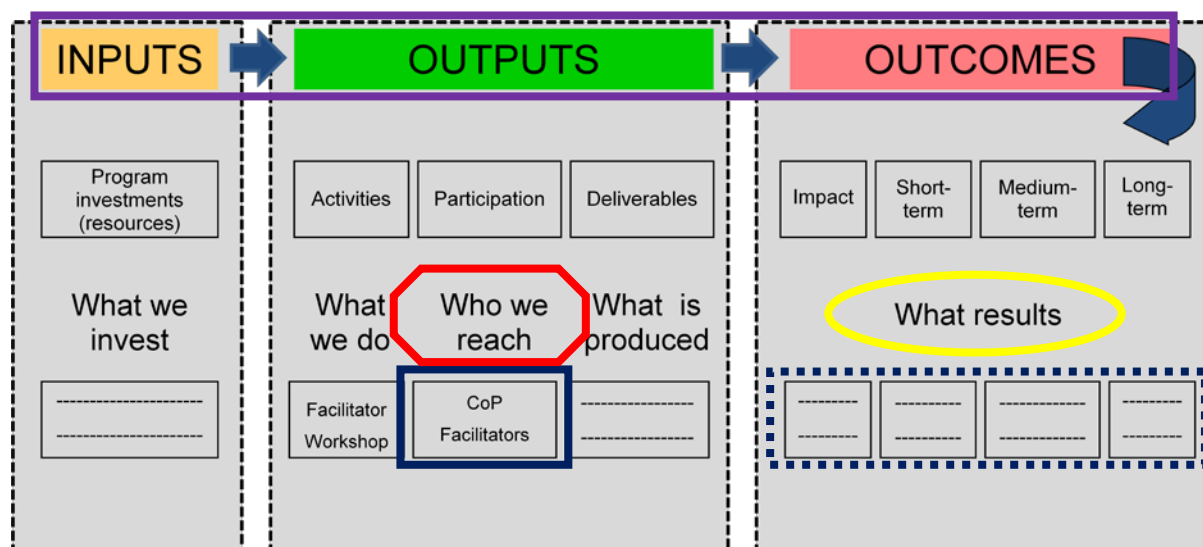 INPUTS
OUTPUTS
OUTCOMES
Program
investments
(resources)
Activities
Participation
Deliverables
Impact
Short-
term
Medium-
term
Long-
term
What we
invest
What
we do
Who we
reach
What is
produced
What results
Facilitator
Workshop
CoP
Facilitators